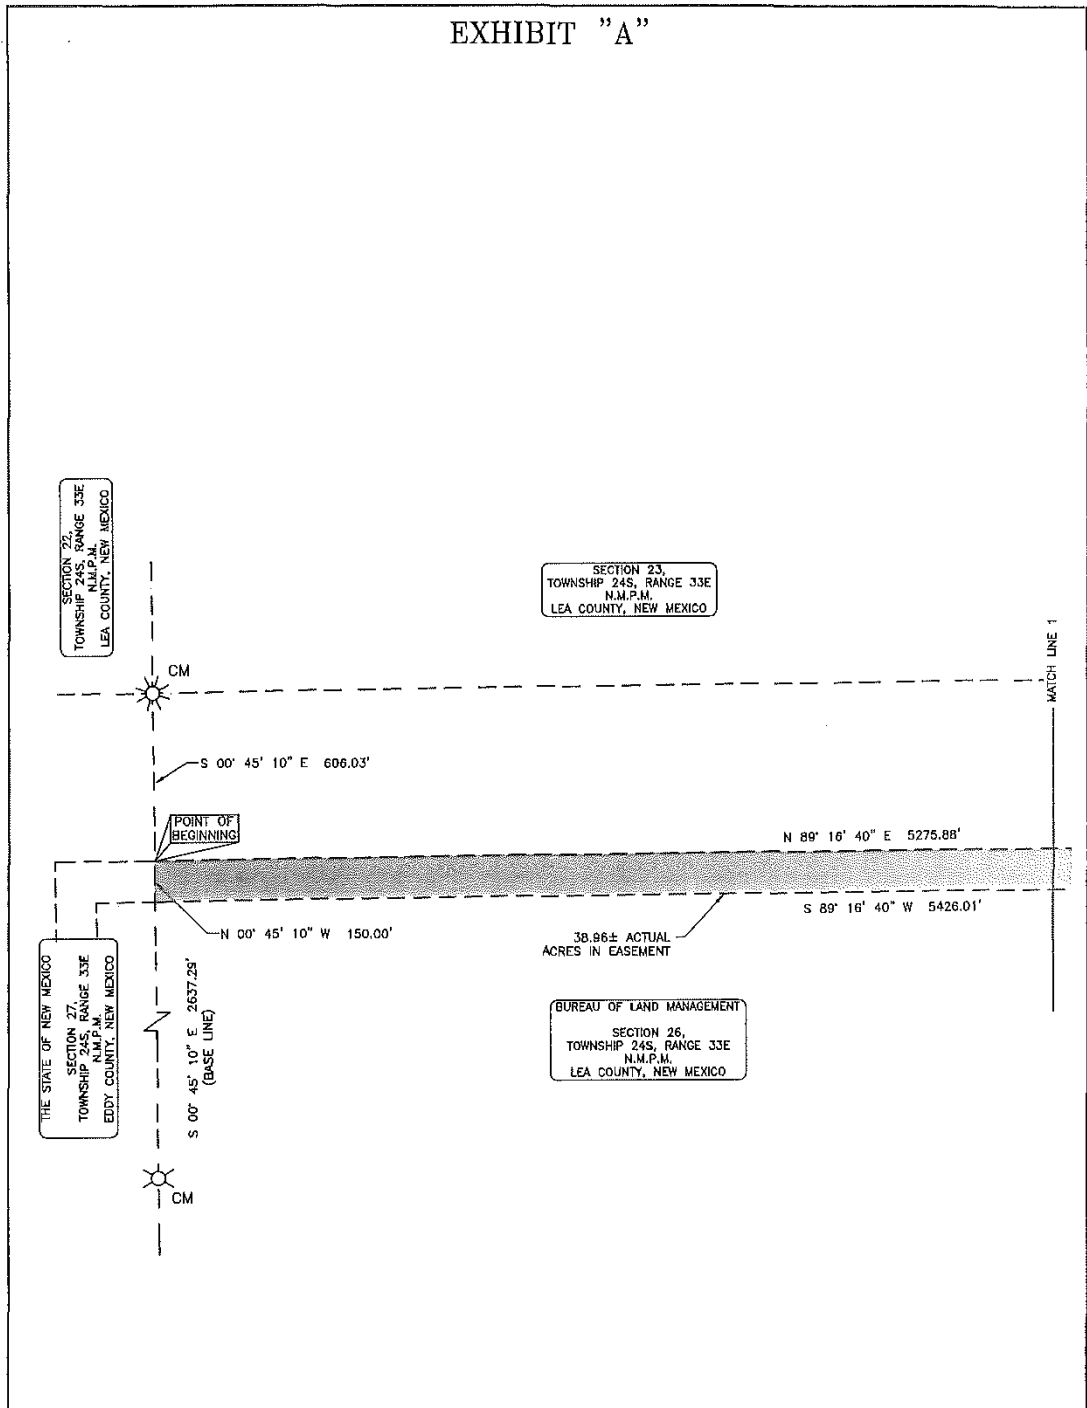 EXHIBIT "A"
SECTION 22,
TOWNSHIP 24S, RANGE 33E
N.M.P.M.
LEA COUNTY, NEW MEXICO
SECTION 23,
TOWNSHIP 24S, RANGE 33E
N.M.P.M.
LEA COUNTY, NEW MEXICO
MATCH LINE 1
CM
S 00° 45' 10" E 606.03'
POINT OF
BEGINNING
N 89° 16' 40" E 5275.88'
S 89° 16' 40" W 5426.01'
N 00° 45' 10" W 150.00'
38.96± ACTUAL
ACRES IN EASEMENT
THE STATE OF NEW MEXICO
SECTION 27,
TOWNSHIP 24S, RANGE 33E
N.M.P.M.
EDDY COUNTY, NEW MEXICO
S 00° 45' 10" E 2637.29'
(BASE LINE)
BUREAU OF LAND MANAGEMENT
SECTION 26,
TOWNSHIP 24S, RANGE 33E
N.M.P.M.
LEA COUNTY, NEW MEXICO
CM